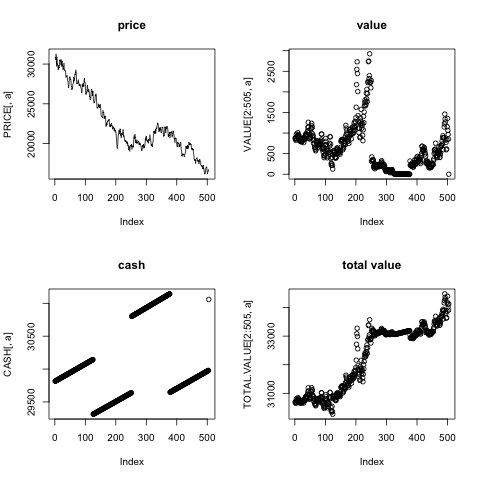 price
value
PRICE[, a]
20000 25000 30000
VALUE[2:505, a]
0 500 1500 2500
0 100 200 300 400 500
0 100 200 300 400 500
Index
Index
cash
total value
CASH[, a]
29500 30500
TOTAL.VALUE[2:505, a]
31000 33000
0 100 200 300 400 500
0 100 200 300 400 500
Index
Index